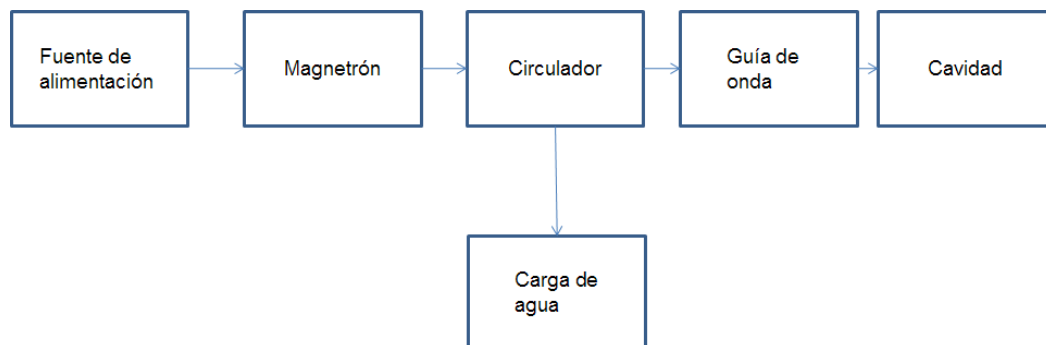 Fuente de
alimentación
Magnetrón
Circulador
Guía de
onda
Cavidad
Carga de
agua